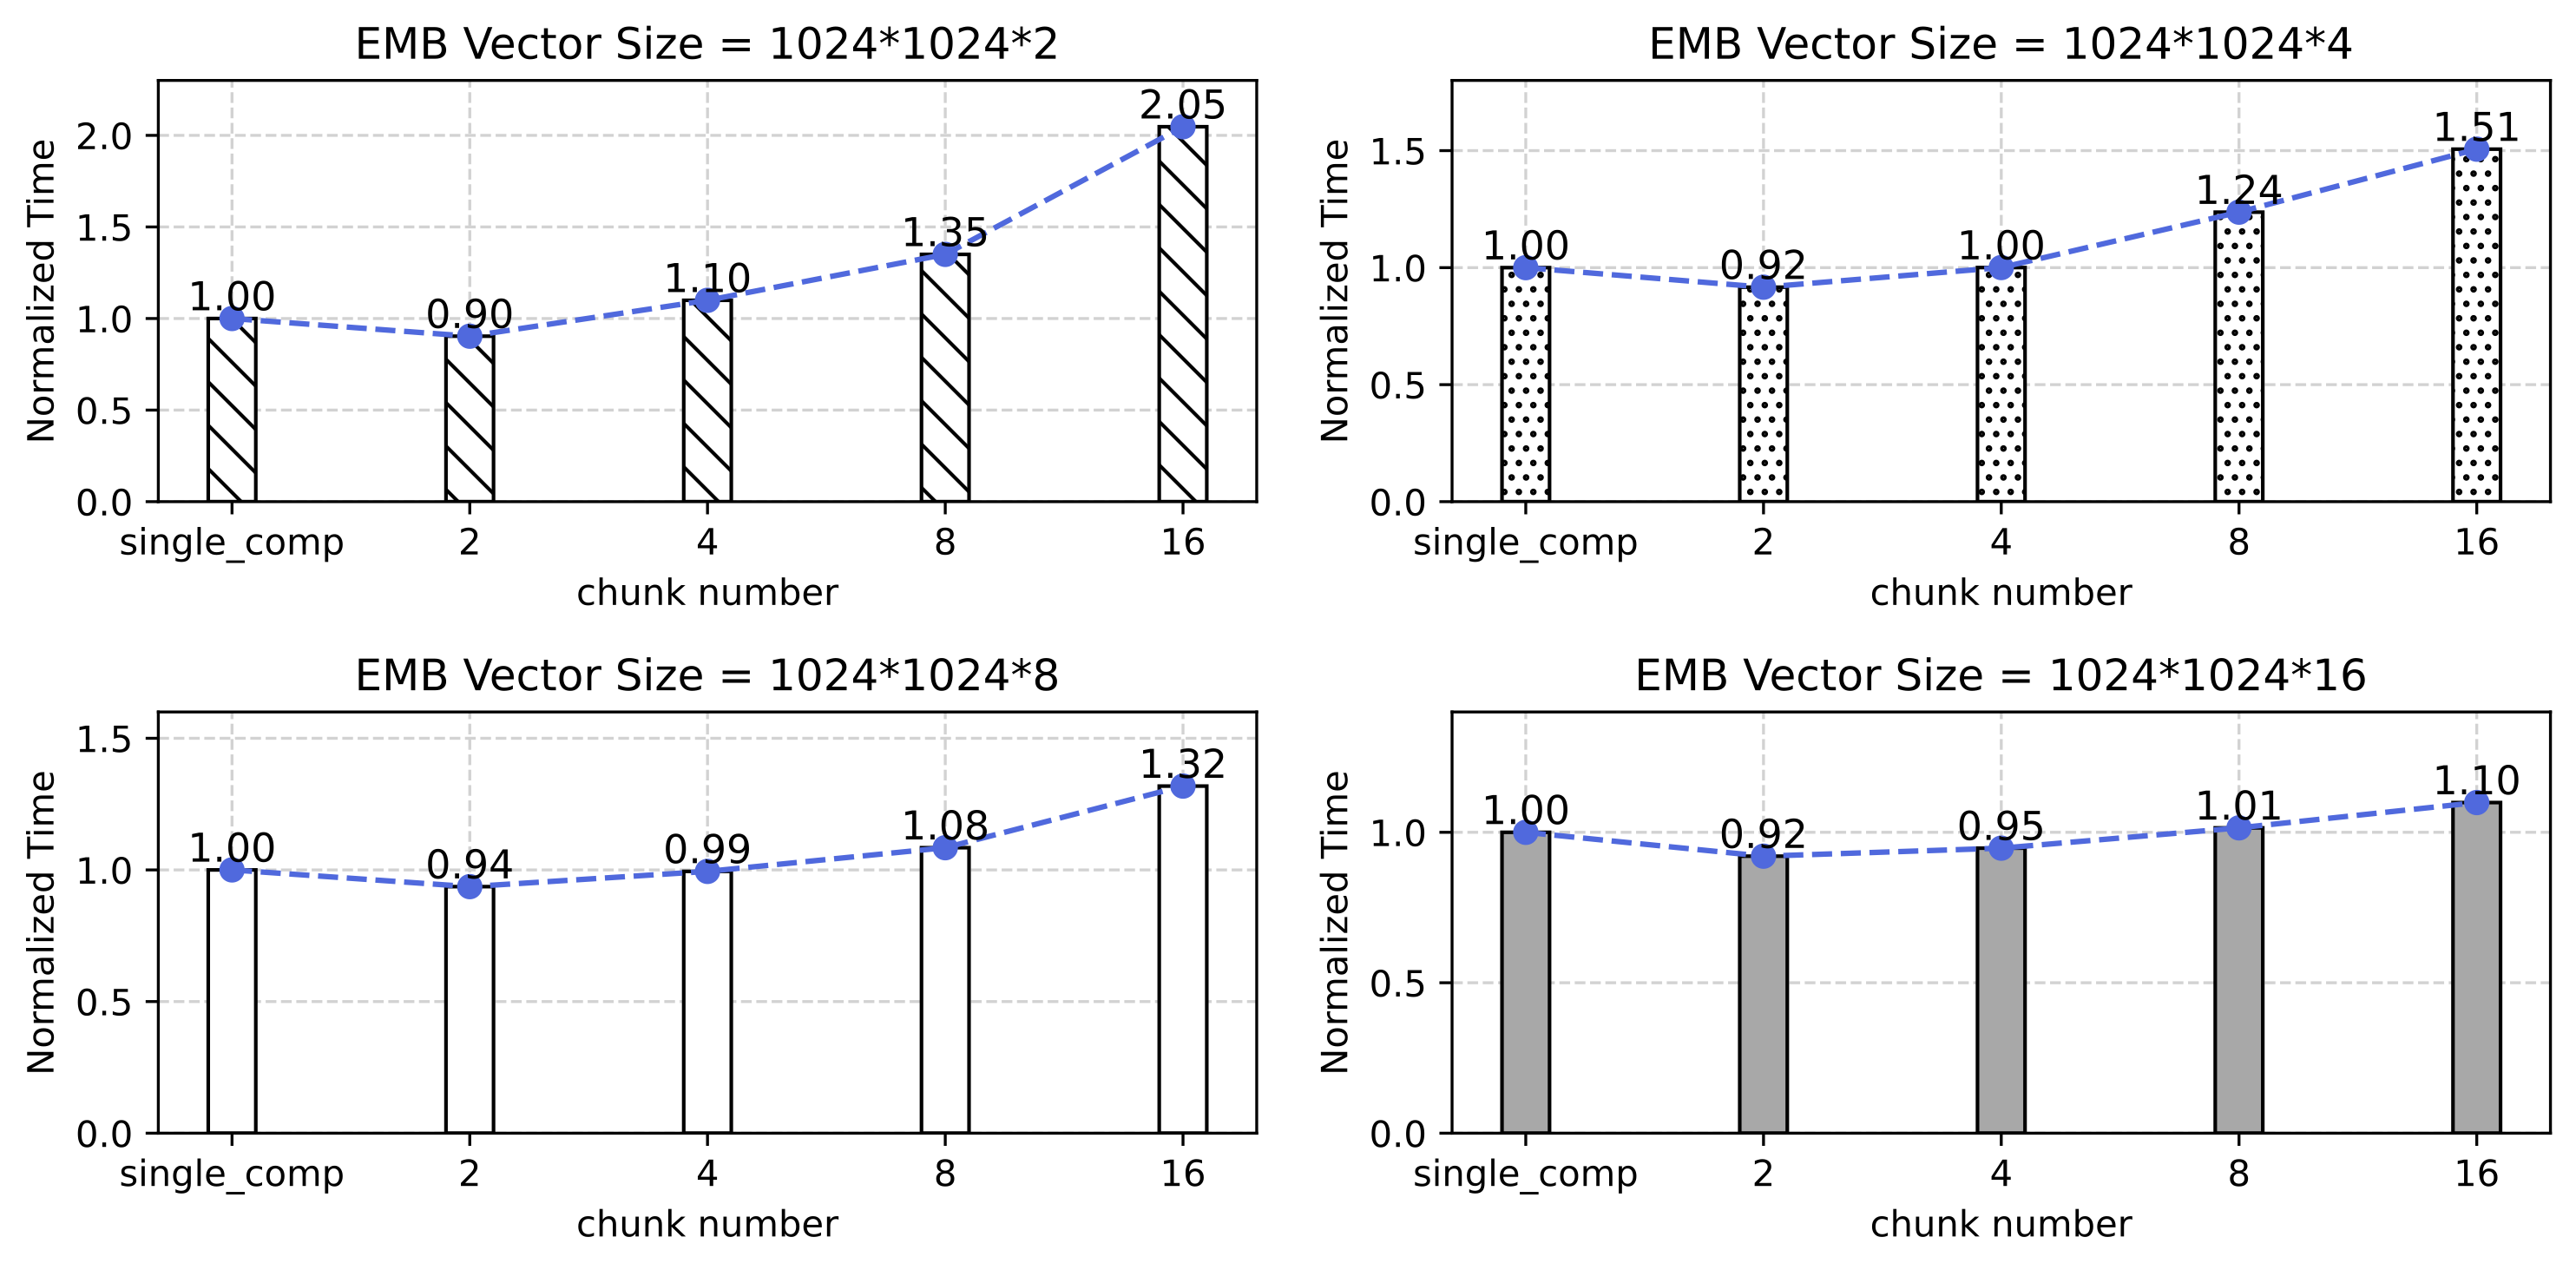 EMB Vector Size = 1024*1024*2
Normalized Time
2.0
1.5
1.0
0.5
0.0
1.00
0.90
1.10
1.35
2.05
single_comp 2 4 8 16
chunk number
EMB Vector Size = 1024*1024*4
Normalized Time
1.5
1.0
0.5
0.0
1.00
0.92
1.00
1.24
1.51
single_comp 2 4 8 16
chunk number
EMB Vector Size = 1024*1024*8
Normalized Time
1.5
1.0
0.5
0.0
1.00
0.94
0.99
1.08
1.32
single_comp 2 4 8 16
chunk number
EMB Vector Size = 1024*1024*16
Normalized Time
1.0
0.5
0.0
1.00
0.92
0.95
1.01
1.10
single_comp 2 4 8 16
chunk number